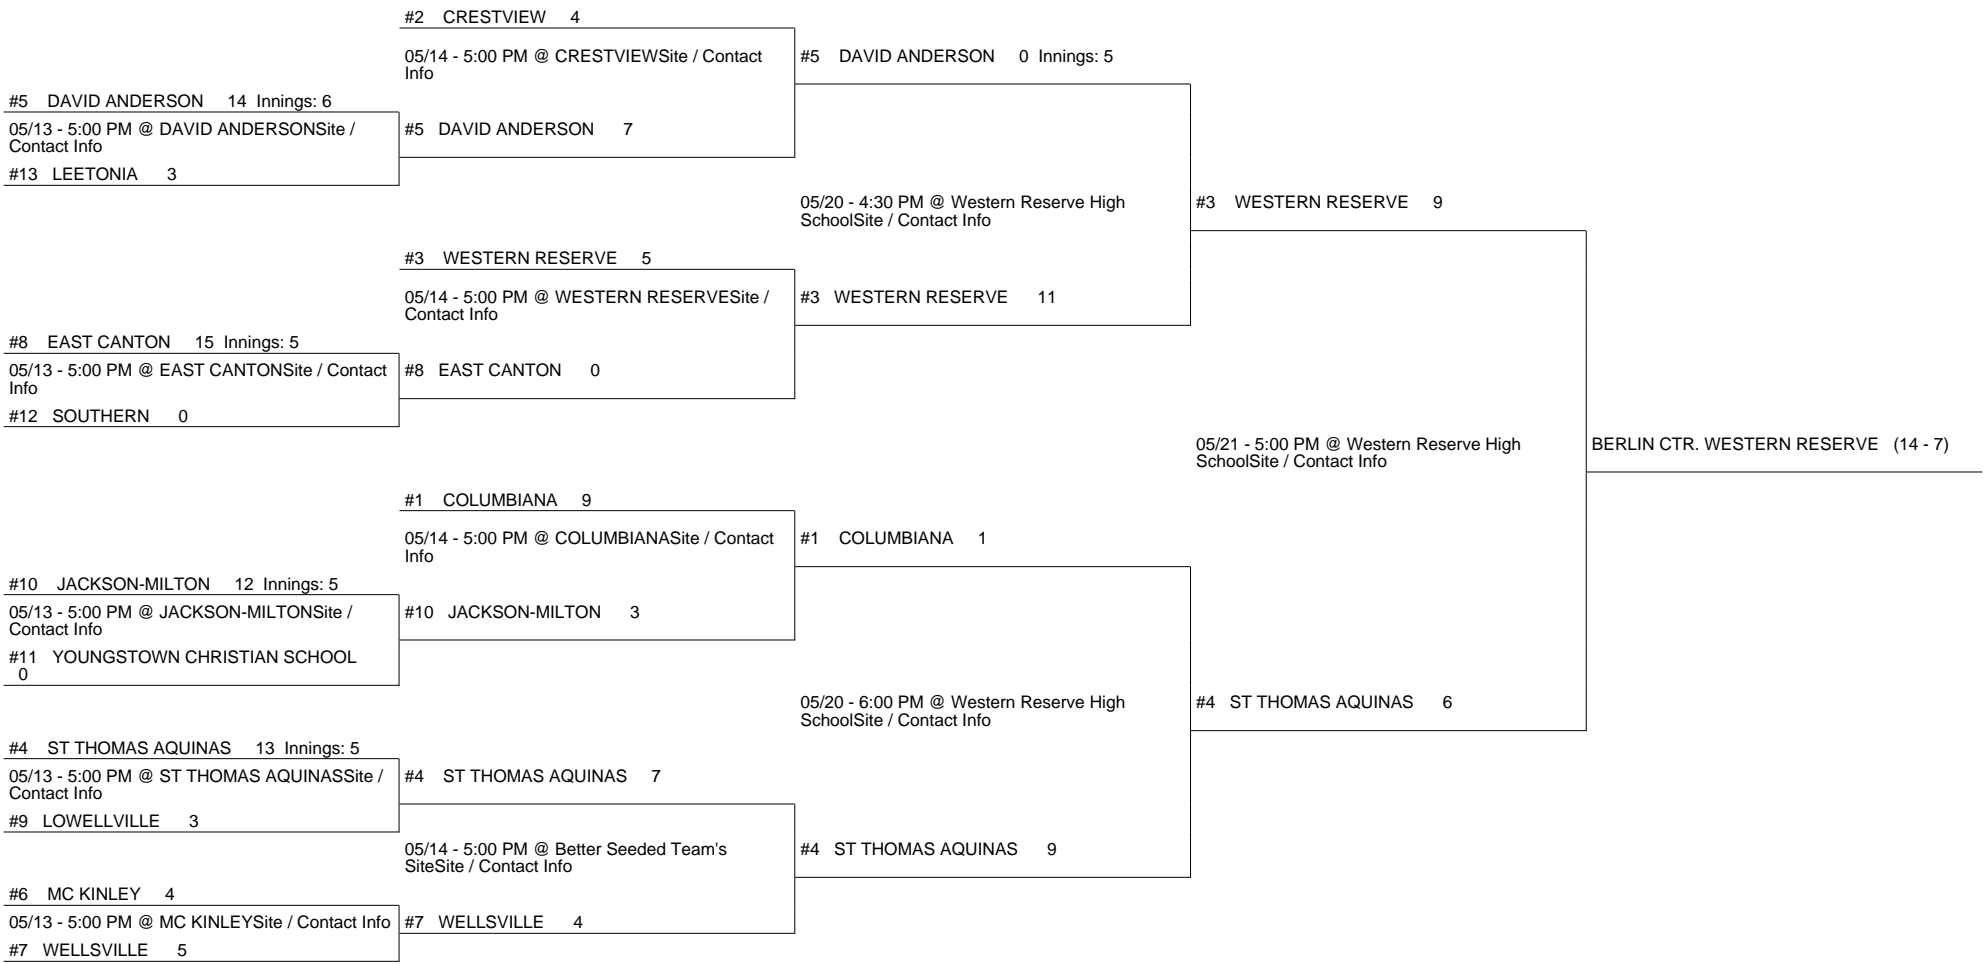 #2 CRESTVIEW 4
05/14 - 5:00 PM @ CRESTVIEWSite / Contact
Info
#5 DAVID ANDERSON 0 Innings: 5
#5 DAVID ANDERSON 14 Innings: 6
05/13 - 5:00 PM @ DAVID ANDERSONSite /
Contact Info
#5 DAVID ANDERSON 7
#13 LEETONIA 3
05/20 - 4:30 PM @ Western Reserve High
SchoolSite / Contact Info
#3 WESTERN RESERVE 9
#3 WESTERN RESERVE 5
05/14 - 5:00 PM @ WESTERN RESERVESite /
Contact Info
#3 WESTERN RESERVE 11
#8 EAST CANTON 15 Innings: 5
05/13 - 5:00 PM @ EAST CANTONSite / Contact
Info
#8 EAST CANTON 0
#12 SOUTHERN 0
05/21 - 5:00 PM @ Western Reserve High
SchoolSite / Contact Info
BERLIN CTR. WESTERN RESERVE (14 - 7)
#1 COLUMBIANA 9
05/14 - 5:00 PM @ COLUMBIANASite / Contact
Info
#1 COLUMBIANA 1
#10 JACKSON-MILTON 12 Innings: 5
05/13 - 5:00 PM @ JACKSON-MILTONSite /
Contact Info
#10 JACKSON-MILTON 3
#11 YOUNGSTOWN CHRISTIAN SCHOOL
0
05/20 - 6:00 PM @ Western Reserve High
SchoolSite / Contact Info
#4 ST THOMAS AQUINAS 6
#4 ST THOMAS AQUINAS 13 Innings: 5
05/13 - 5:00 PM @ ST THOMAS AQUINASSite /
Contact Info
#4 ST THOMAS AQUINAS 7
#9 LOWELLVILLE 3
05/14 - 5:00 PM @ Better Seeded Team's
SiteSite / Contact Info
#4 ST THOMAS AQUINAS 9
#6 MC KINLEY 4
05/13 - 5:00 PM @ MC KINLEYSite / Contact Info
#7 WELLSVILLE 4
#7 WELLSVILLE 5